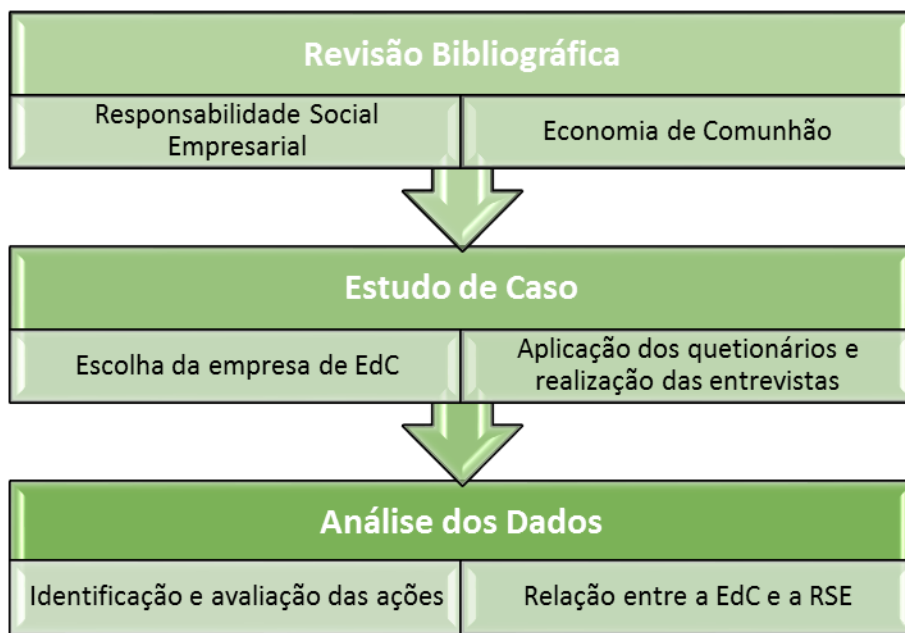 Revisão Bibliográfica
Responsabilidade Social
Empresarial
Economia de Comunhão
Estudo de Caso
Escolha da empresa de EdC
Aplicação dos quetionários e
realização das entrevistas
Análise dos Dados
Identificação e avaliação das ações
Relação entre a EdC e a RSE